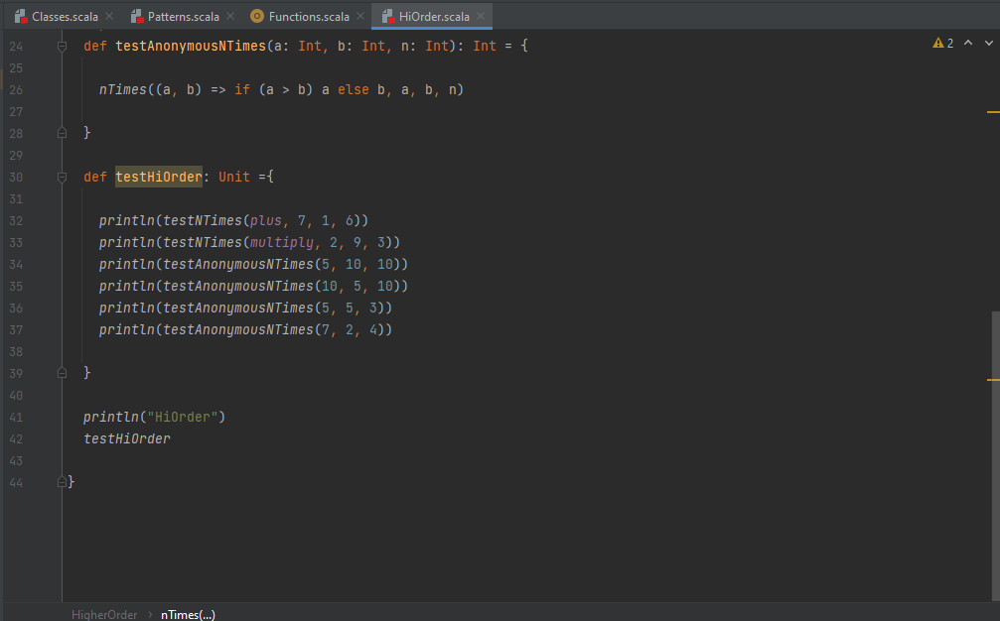 Classes.scala Patterns.scala Functions.scala HiOrder.scala
24 def testAnonymousNTimes(a: Int, b: Int, n: Int): Int = { 2
25
26 nTimes((a, b) => if (a > b) a else b, a, b, n)
27
28 }
29
30 def testHiOrder: Unit ={
31
32 println(testNTimes(plus, 7, 1, 6))
33 println(testNTimes(multiply, 2, 9, 3))
34 println(testAnonymousNTimes(5, 10, 10))
35 println(testAnonymousNTimes(10, 5, 10))
36 println(testAnonymousNTimes(5, 5, 3))
37 println(testAnonymousNTimes(7, 2, 4))
38
39 }
40
41 println("HiOrder")
42 testHiOrder
43
44 }
HigherOrder › nTimes(...)